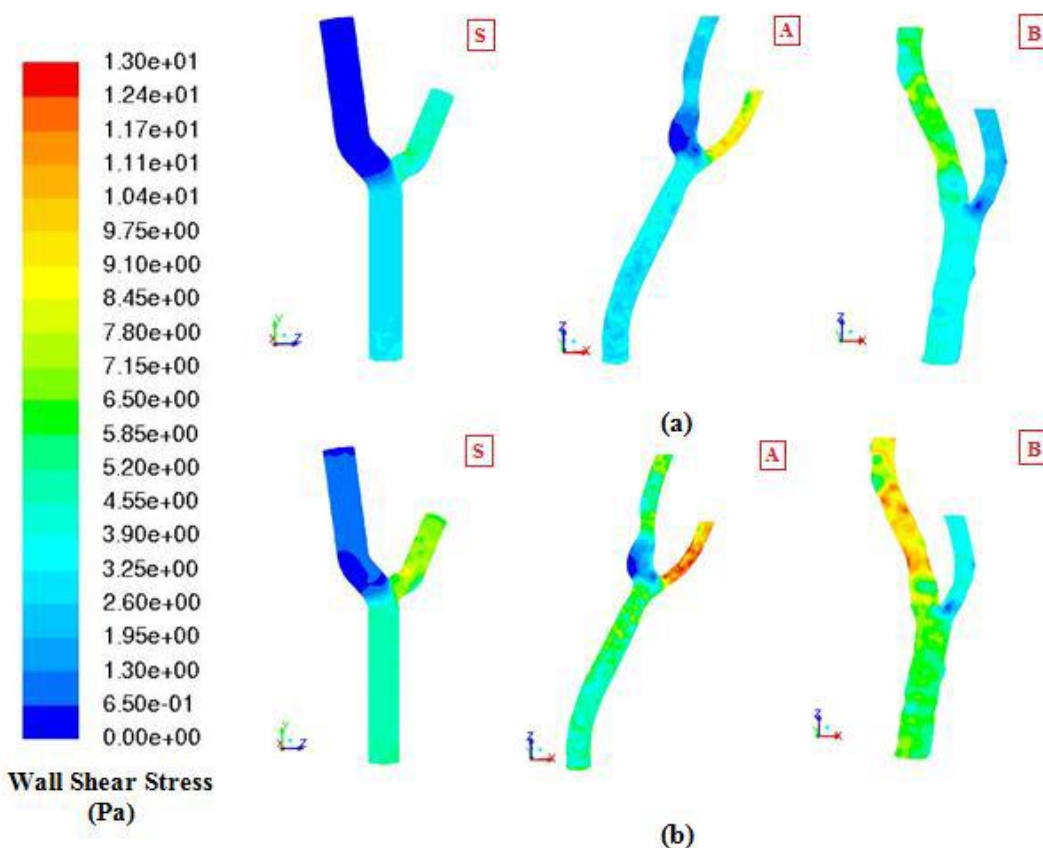 S
A
B
1.30e+01
1.24e+01
1.17e+01
1.11e+01
1.04e+01
9.75e+00
9.10e+00
8.45e+00
7.80e+00
7.15e+00
6.50e+00
5.85e+00
5.20e+00
4.55e+00
3.90e+00
3.25e+00
2.60e+00
1.95e+00
1.30e+00
6.50e-01
0.00e+00
Wall Shear Stress
(Pa)
Y
X Z
Z
X
Z
X
(a)
S
A
B
Y
X Z
Z
X
Z
X
(b)